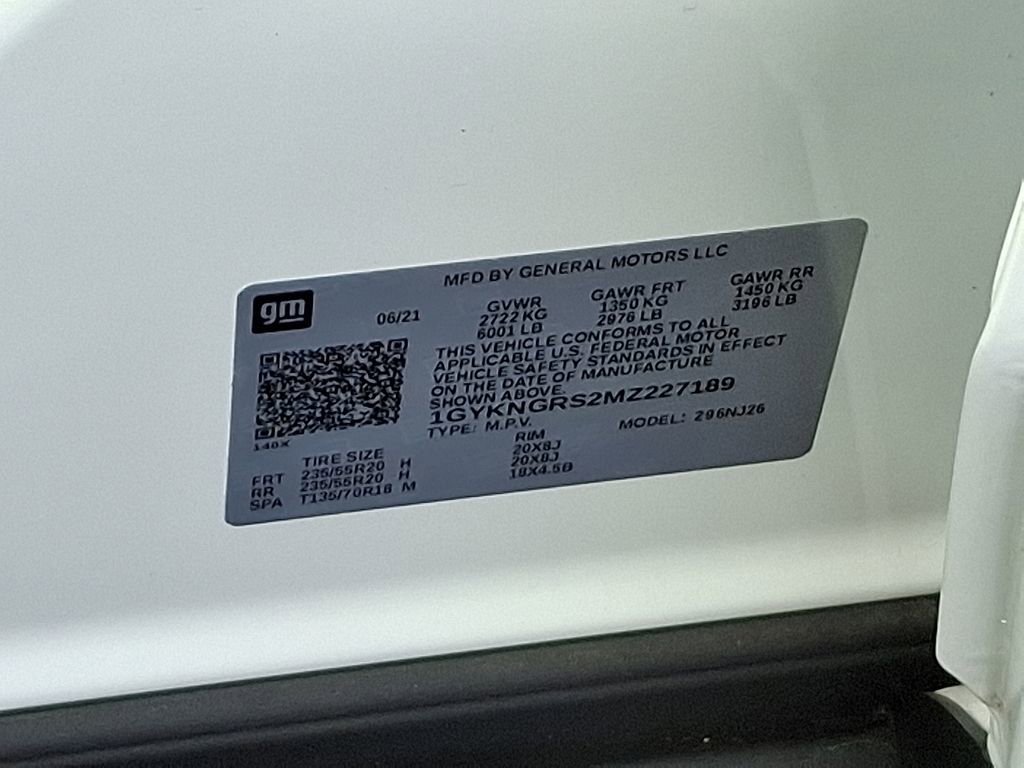 MFD BY GENERAL MOTORS LLC
gm
06/21
GVWR GAWR FRT GAWR RR
2722 KG 1350 KG 1450 KG
6001 LB 2976 LB 3196 LB
THIS VEHICLE CONFORMS TO ALL
APPLICABLE U.S. FEDERAL MOTOR
VEHICLE SAFETY STANDARDS IN EFFECT
ON THE DATE OF MANUFACTURE
SHOWN ABOVE.
1GYKNGRS2MZ227189
TYPE: M.P.V. MODEL: 296NJ26
140X
TIRE SIZE RIM
FRT 235/55R20 H 20X8J
RR 235/55R20 H 20X8J
SPA T135/70R18 M 18X4.5B